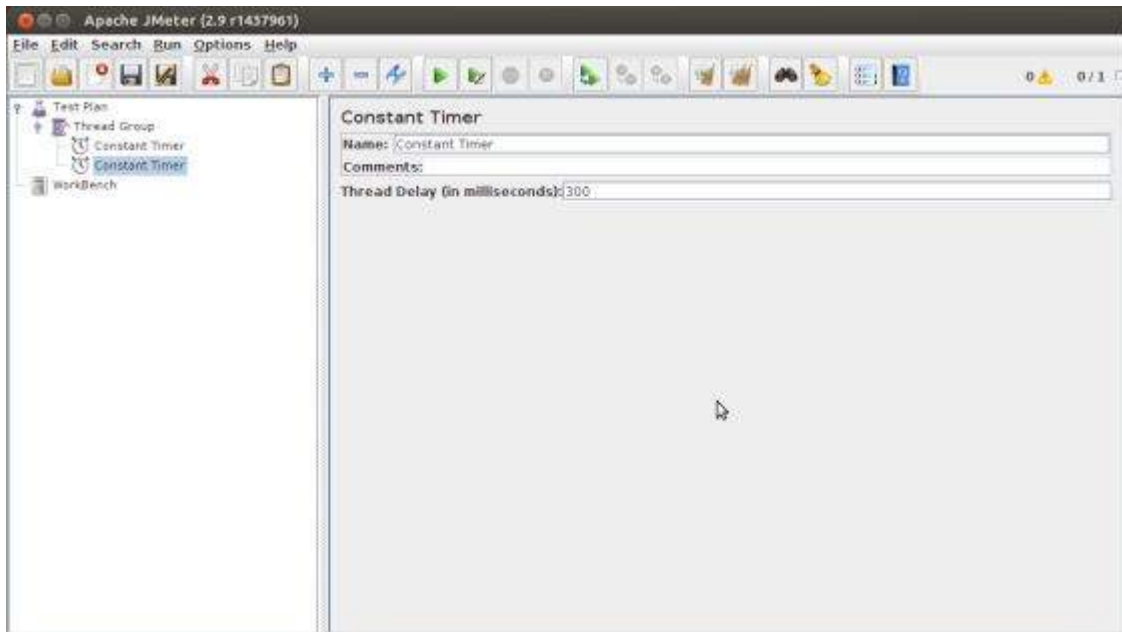 Apache JMeter (2.9 r1437961)
File Edit Search Run Options Help
0 0/1
Test Plan
Thread Group
Constant Timer
Constant Timer
WorkBench
Constant Timer
Name: Constant Timer
Comments:
Thread Delay (in milliseconds): 300